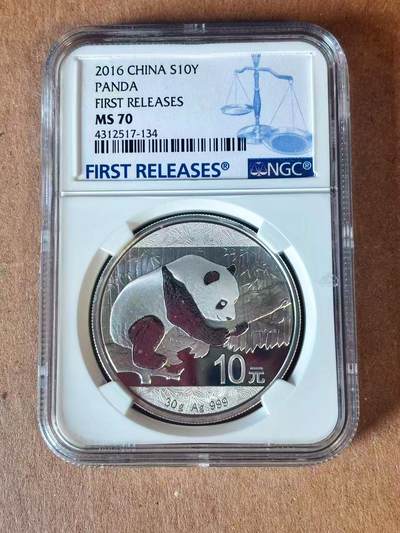 2016 CHINA S10Y
PANDA
FIRST RELEASES
MS 70
4312517-134
FIRST RELEASES® NGC®
10元
30g Ag 999